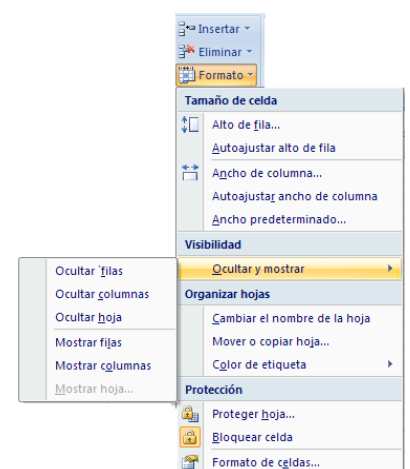 Insertar
Eliminar
Formato
Tamaño de celda
Alto de fila...
Autoajustar alto de fila
Ancho de columna...
Autoajustar ancho de columna
Ancho predeterminado...
Visibilidad
Ocultar y mostrar
Ocultar `filas
Ocultar columnas
Ocultar hoja
Mostrar filas
Mostrar columnas
Mostrar hoja...
Organizar hojas
Cambiar el nombre de la hoja
Mover o copiar hoja...
Color de etiqueta
Protección
Proteger hoja...
Bloquear celda
Formato de celdas...